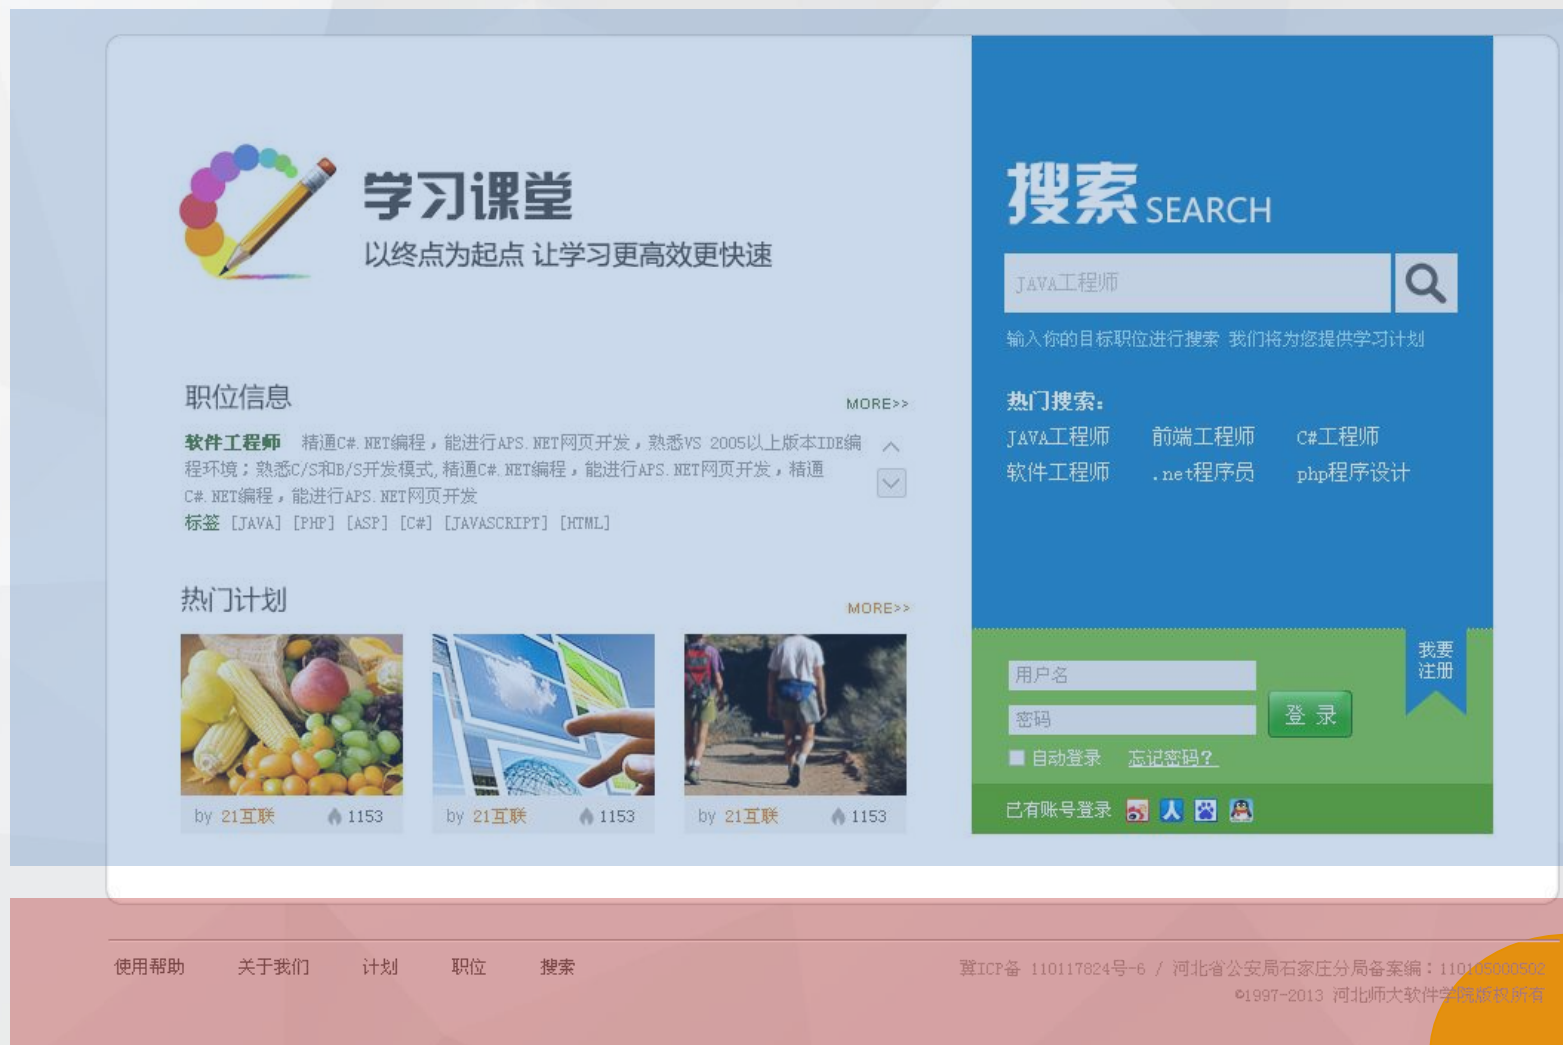 学习课堂
以终点为起点 让学习更高效更快速
搜索 SEARCH
JAVA工程师
输入你的目标职位进行搜索 我们将为您提供学习计划
热门搜索：
JAVA工程师 前端工程师 C#工程师
软件工程师 .net程序员 php程序设计
职位信息 MORE>>
软件工程师 精通C#.NET编程，能进行APS.NET网页开发，熟悉VS 2005以上版本IDE编
程环境；熟悉C/S和B/S开发模式,精通C#.NET编程，能进行APS.NET网页开发，精通
C#.NET编程，能进行APS.NET网页开发
标签 [JAVA] [PHP] [ASP] [C#] [JAVASCRIPT] [HTML]
热门计划 MORE>>
by 21互联 1153 by 21互联 1153 by 21互联 1153
我要
注册
用户名
密码
登 录
自动登录 忘记密码？
已有账号登录
使用帮助 关于我们 计划 职位 搜索
冀ICP备 110117824号-6 / 河北省公安局石家庄分局备案编：110105000502
©1997-2013 河北师大软件学院版权所有